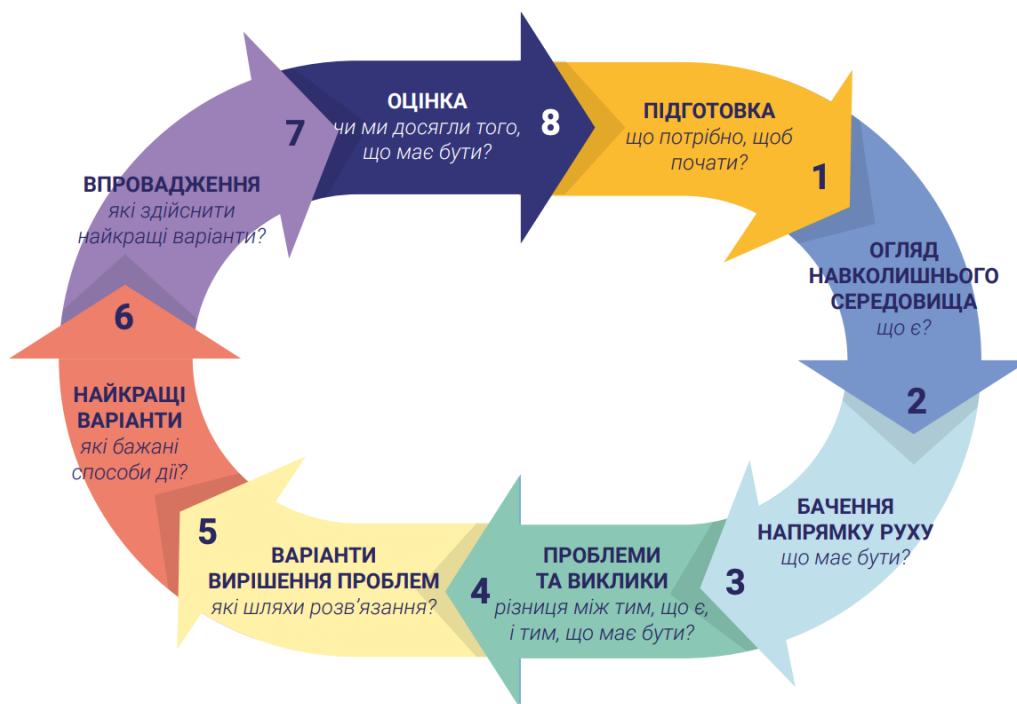 ПІДГОТОВКА
що потрібно, щоб
почати?
1
ОГЛЯД
НАВКОЛИШНЬОГО
СЕРЕДОВИЩА
що є?
2
БАЧЕННЯ
НАПРЯМКУ РУХУ
що має бути?
3
ПРОБЛЕМИ
ТА ВИКЛИКИ
різниця між тим, що є,
і тим, що має бути?
4
ВАРІАНТИ
ВИРІШЕННЯ ПРОБЛЕМ
які шляхи розв’язання?
5
НАЙКРАЩІ
ВАРІАНТИ
які бажані
способи дії?
6
ВПРОВАДЖЕННЯ
які здійснити
найкращі варіанти?
7
ОЦІНКА
чи ми досягли того,
що має бути?
8